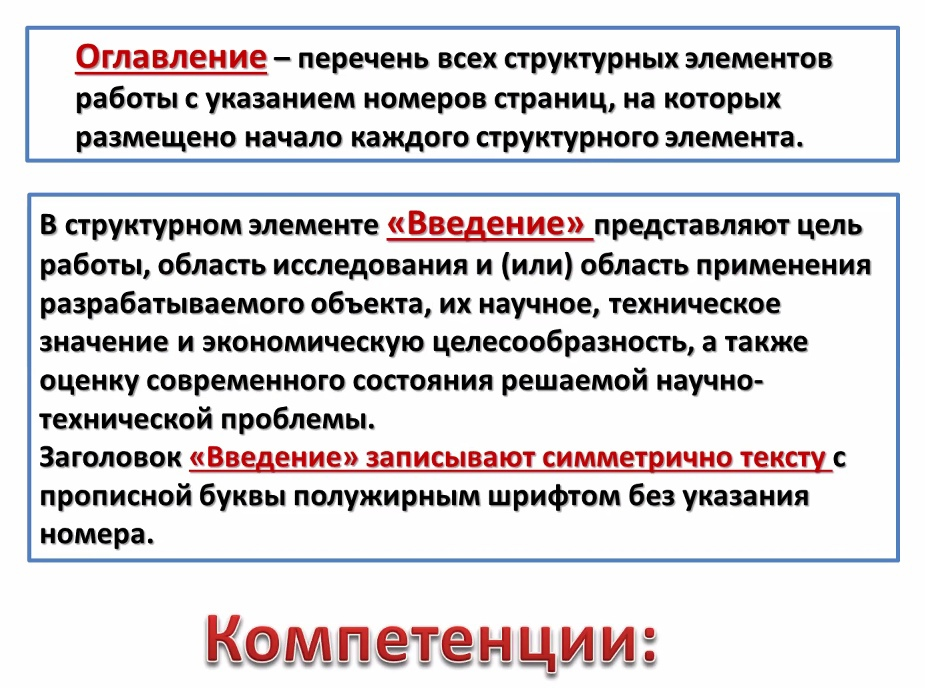 Оглавление – перечень всех структурных элементов
работы с указанием номеров страниц, на которых
размещено начало каждого структурного элемента.
В структурном элементе «Введение» представляют цель
работы, область исследования и (или) область применения
разрабатываемого объекта, их научное, техническое
значение и экономическую целесообразность, а также
оценку современного состояния решаемой научно-
технической проблемы.
Заголовок «Введение» записывают симметрично тексту с
прописной буквы полужирным шрифтом без указания
номера.
Компетенции: